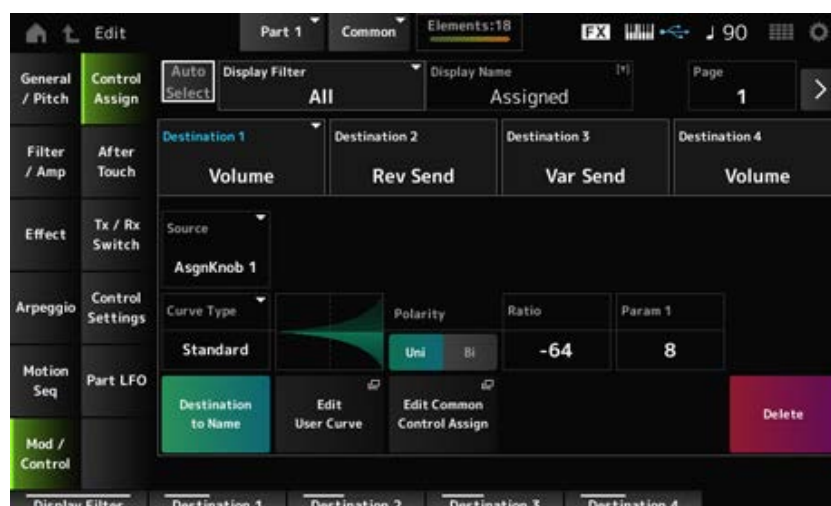 Edit
Part 1
Common
Elements:18
FX
♩ 90
General
/ Pitch
Control
Assign
Auto
Select
Display Filter
All
Display Name
[*]
Assigned
Page
1
Filter
/ Amp
After
Touch
Destination 1
Volume
Destination 2
Rev Send
Destination 3
Var Send
Destination 4
Volume
Effect
Tx / Rx
Switch
Source
AsgnKnob 1
Arpeggio
Control
Settings
Curve Type
Standard
Polarity
Uni
Bi
Ratio
-64
Param 1
8
Motion
Seq
Part LFO
Destination
to Name
Edit
User Curve
Edit Common
Control Assign
Delete
Mod /
Control
Display Filter
Destination 1
Destination 2
Destination 3
Destination 4